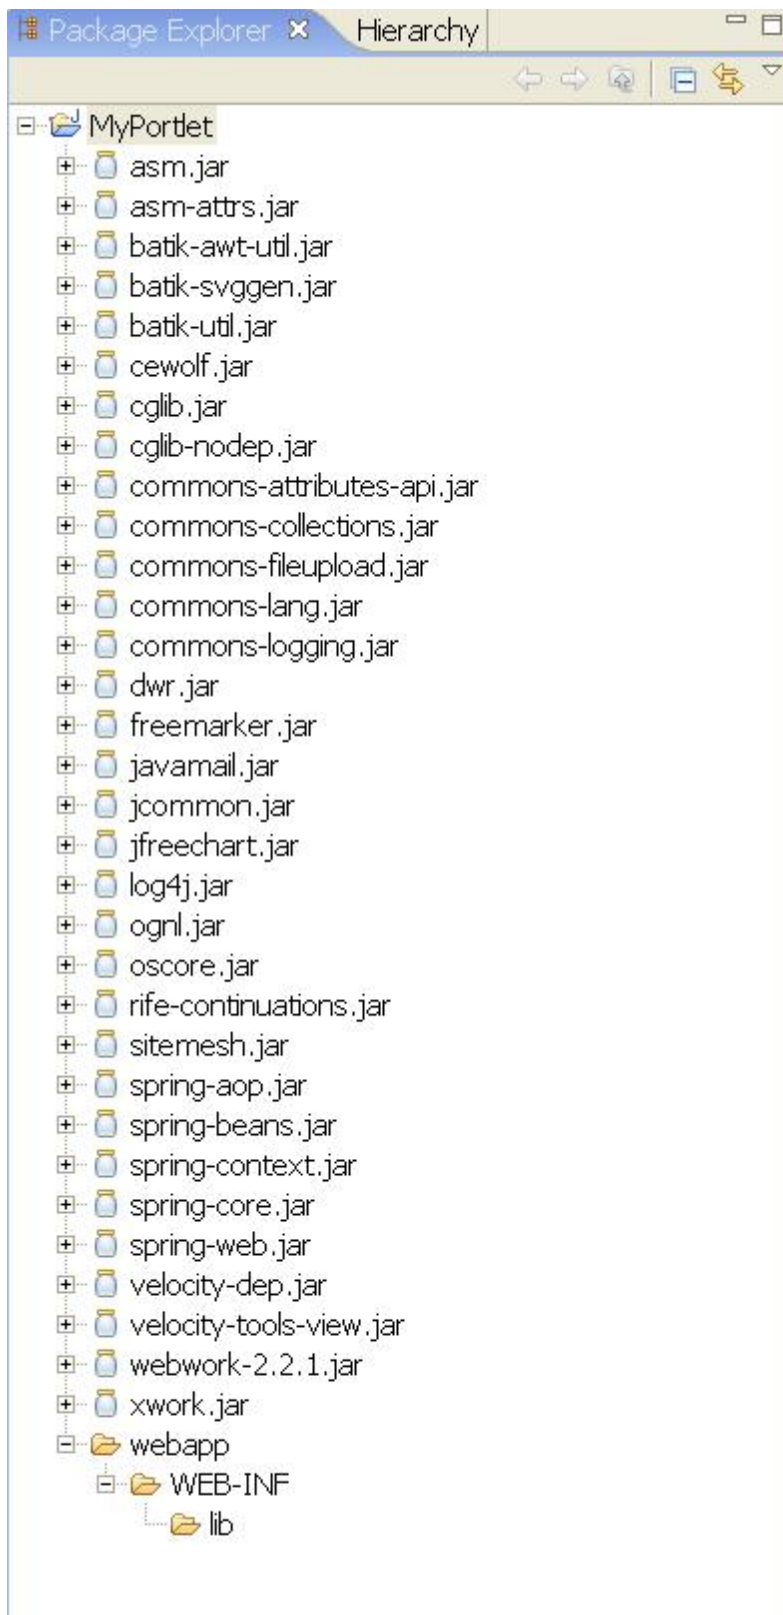 Package Explorer Hierarchy
MyPortlet
asm.jar
asm-attrs.jar
batik-awt-util.jar
batik-svggen.jar
batik-util.jar
cewolf.jar
cglib.jar
cglib-nodep.jar
commons-attributes-api.jar
commons-collections.jar
commons-fileupload.jar
commons-lang.jar
commons-logging.jar
dwr.jar
freemarker.jar
javamail.jar
jcommon.jar
jfreechart.jar
log4j.jar
ognl.jar
oscore.jar
rife-continuations.jar
sitemesh.jar
spring-aop.jar
spring-beans.jar
spring-context.jar
spring-core.jar
spring-web.jar
velocity-dep.jar
velocity-tools-view.jar
webwork-2.2.1.jar
xwork.jar
webapp
WEB-INF
lib